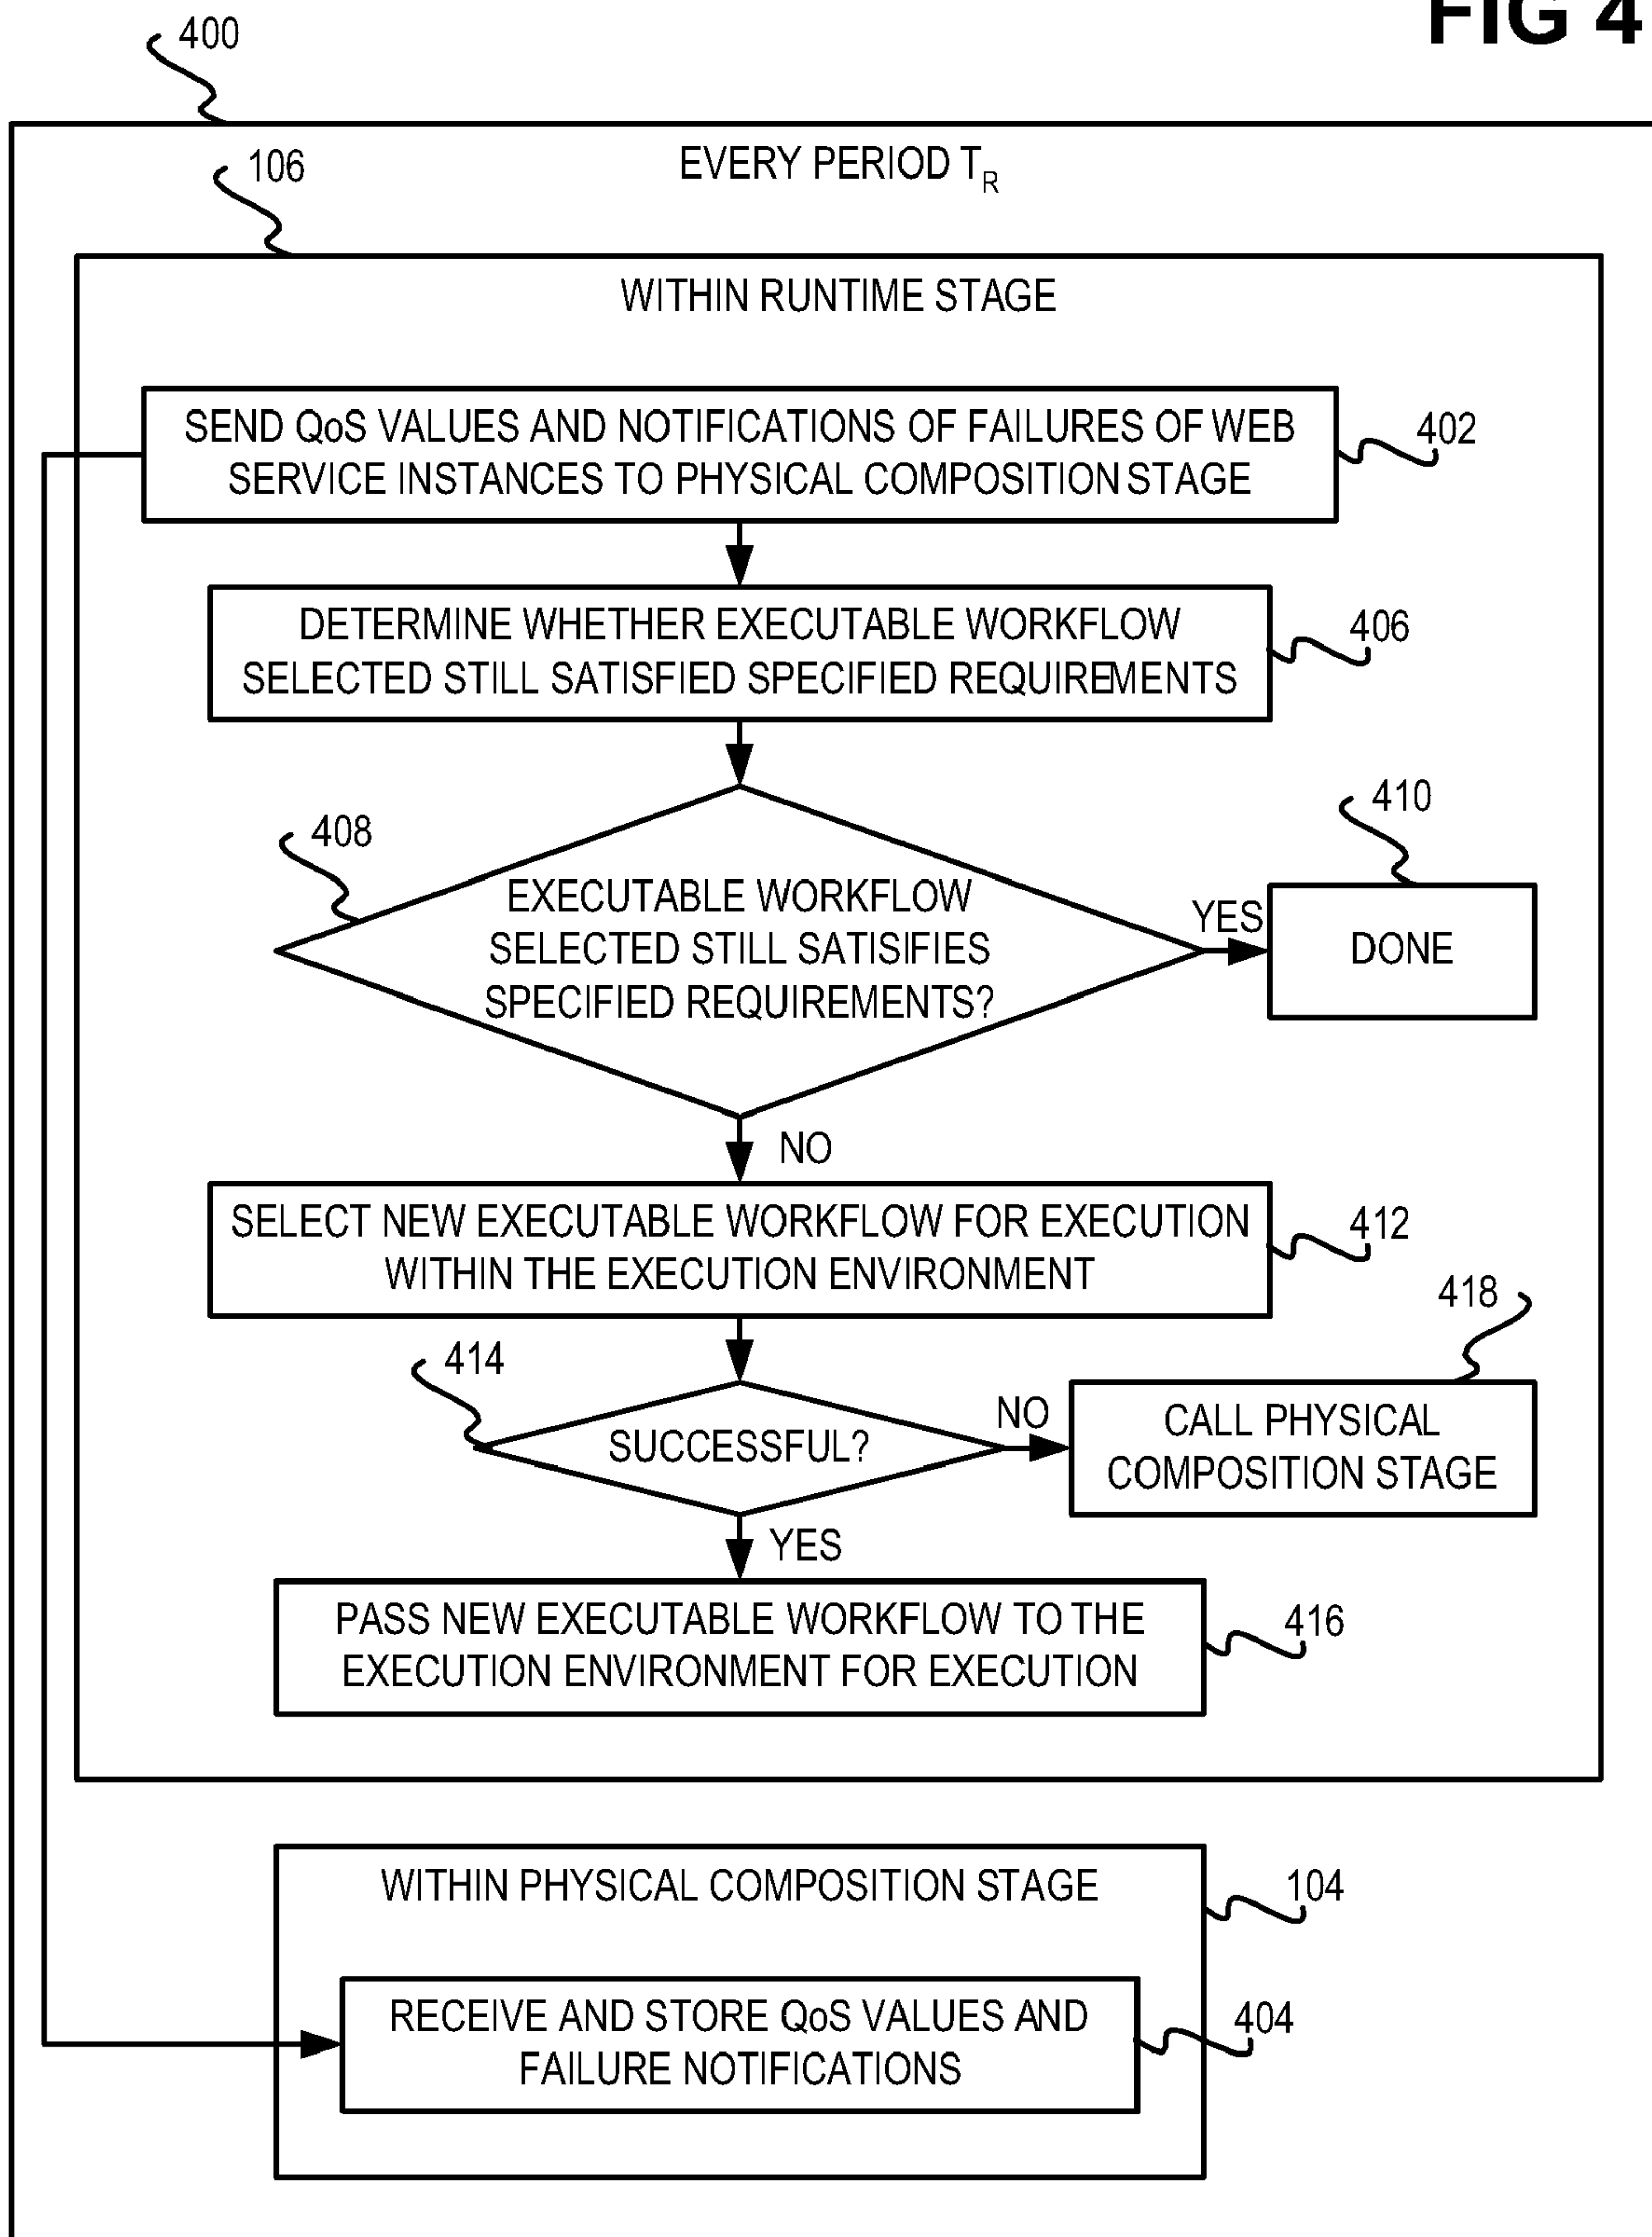 FIG 4
400
EVERY PERIOD TR
106
WITHIN RUNTIME STAGE
SEND QoS VALUES AND NOTIFICATIONS OF FAILURES OF WEB
SERVICE INSTANCES TO PHYSICAL COMPOSITION STAGE
402
DETERMINE WHETHER EXECUTABLE WORKFLOW
SELECTED STILL SATISFIED SPECIFIED REQUIREMENTS
406
408
EXECUTABLE WORKFLOW
SELECTED STILL SATISIFIES
SPECIFIED REQUIREMENTS?
YES
410
DONE
NO
SELECT NEW EXECUTABLE WORKFLOW FOR EXECUTION
WITHIN THE EXECUTION ENVIRONMENT
412
414
SUCCESSFUL?
NO
418
CALL PHYSICAL
COMPOSITION STAGE
YES
PASS NEW EXECUTABLE WORKFLOW TO THE
EXECUTION ENVIRONMENT FOR EXECUTION
416
WITHIN PHYSICAL COMPOSITION STAGE
104
RECEIVE AND STORE QoS VALUES AND
FAILURE NOTIFICATIONS
404